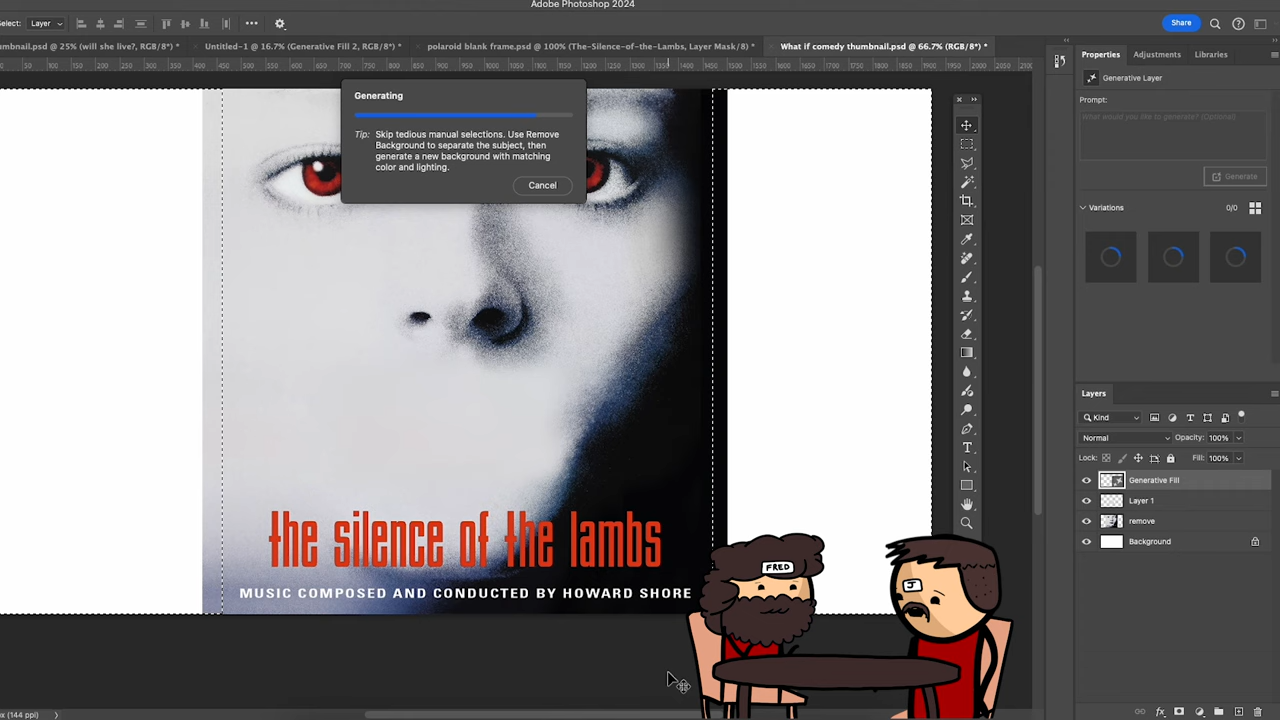 Adobe Photoshop 2024
Select: Layer
Share
mbnail.psd @ 25% (will she live?, RGB/8*) *
Untitled-1 @ 16.7% (Generative Fill 2, RGB/8*) *
polaroid blank frame.psd @ 100% (The-Silence-of-the-Lambs, Layer Mask/8) *
What if comedy thumbnail.psd @ 66.7% (RGB/8*) *
Properties
Adjustments
Libraries
Generative Layer
Prompt:
What would you like to generate? (Optional)
Generate
Variations
0/0
Generating
Tip: Skip tedious manual selections. Use Remove
Background to separate the subject, then
generate a new background with matching
color and lighting.
Cancel
Layers
Kind
Normal
Opacity: 100%
Lock:
Fill: 100%
Generative Fill
Layer 1
remove
Background
the silence of the lambs
MUSIC COMPOSED AND CONDUCTED BY HOWARD SHORE
FRED
J
px (144 ppi)